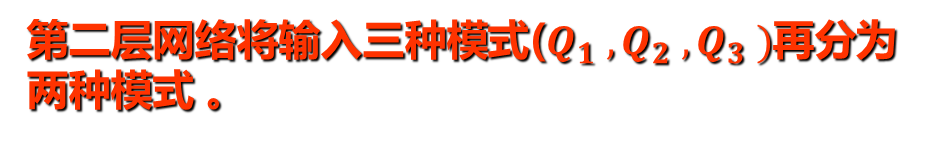 第二层网络将输入三种模式(Q₁ , Q₂ , Q₃ )再分为
两种模式 。